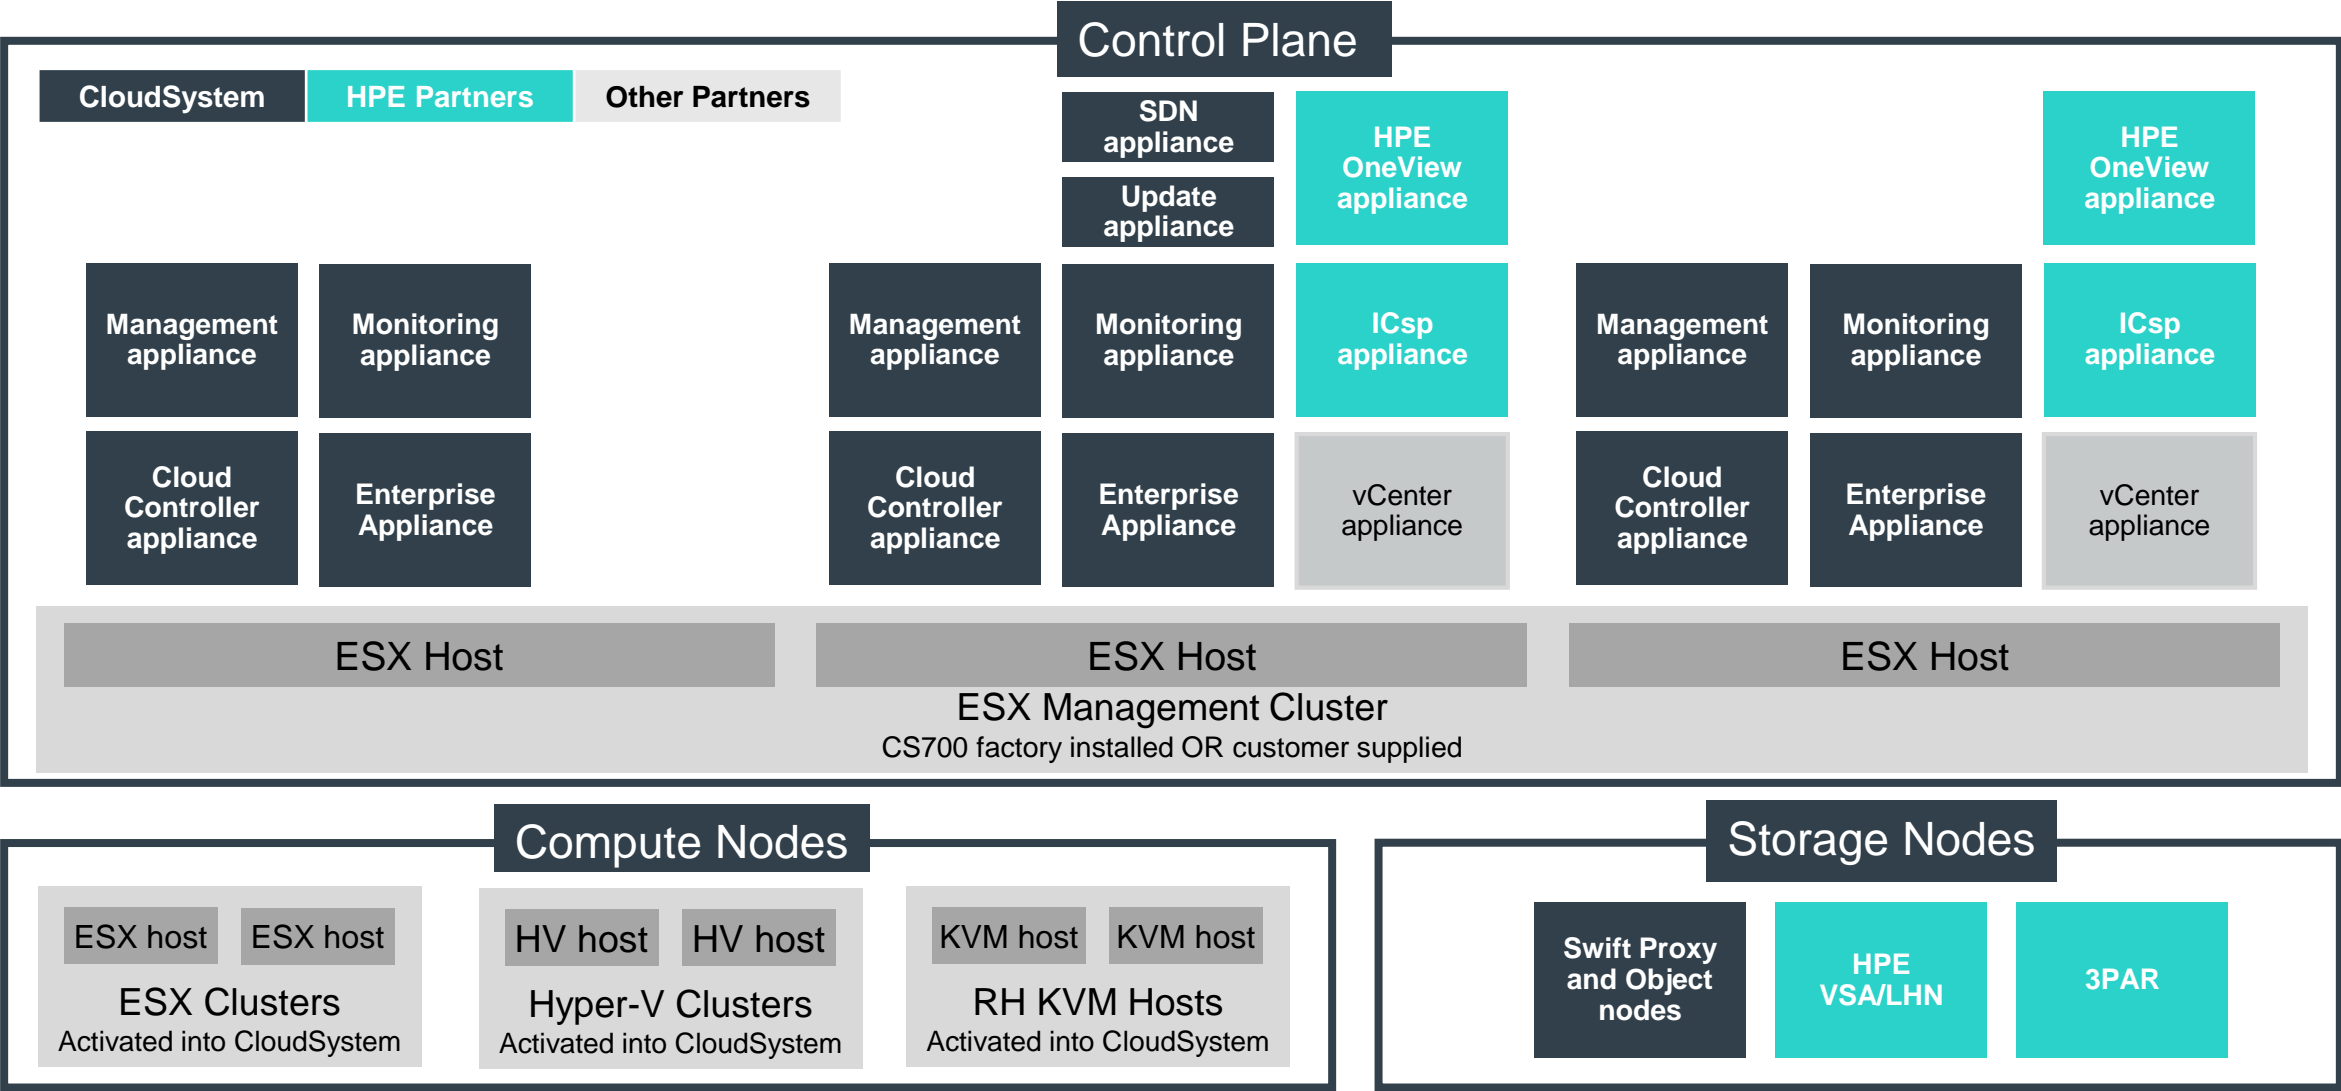 Control Plane
CloudSystem
HPE Partners
Other Partners
SDN
appliance
Update
appliance
HPE
OneView
appliance
HPE
OneView
appliance
Management
appliance
Monitoring
appliance
Management
appliance
Monitoring
appliance
ICsp
appliance
Management
appliance
Monitoring
appliance
ICsp
appliance
Cloud
Controller
appliance
Enterprise
Appliance
Cloud
Controller
appliance
Enterprise
Appliance
vCenter
appliance
Cloud
Controller
appliance
Enterprise
Appliance
vCenter
appliance
ESX Host
ESX Host
ESX Host
ESX Management Cluster
CS700 factory installed OR customer supplied
Compute Nodes
ESX host
ESX host
ESX Clusters
Activated into CloudSystem
HV host
HV host
Hyper-V Clusters
Activated into CloudSystem
KVM host
KVM host
RH KVM Hosts
Activated into CloudSystem
Storage Nodes
Swift Proxy
and Object
nodes
HPE
VSA/LHN
3PAR